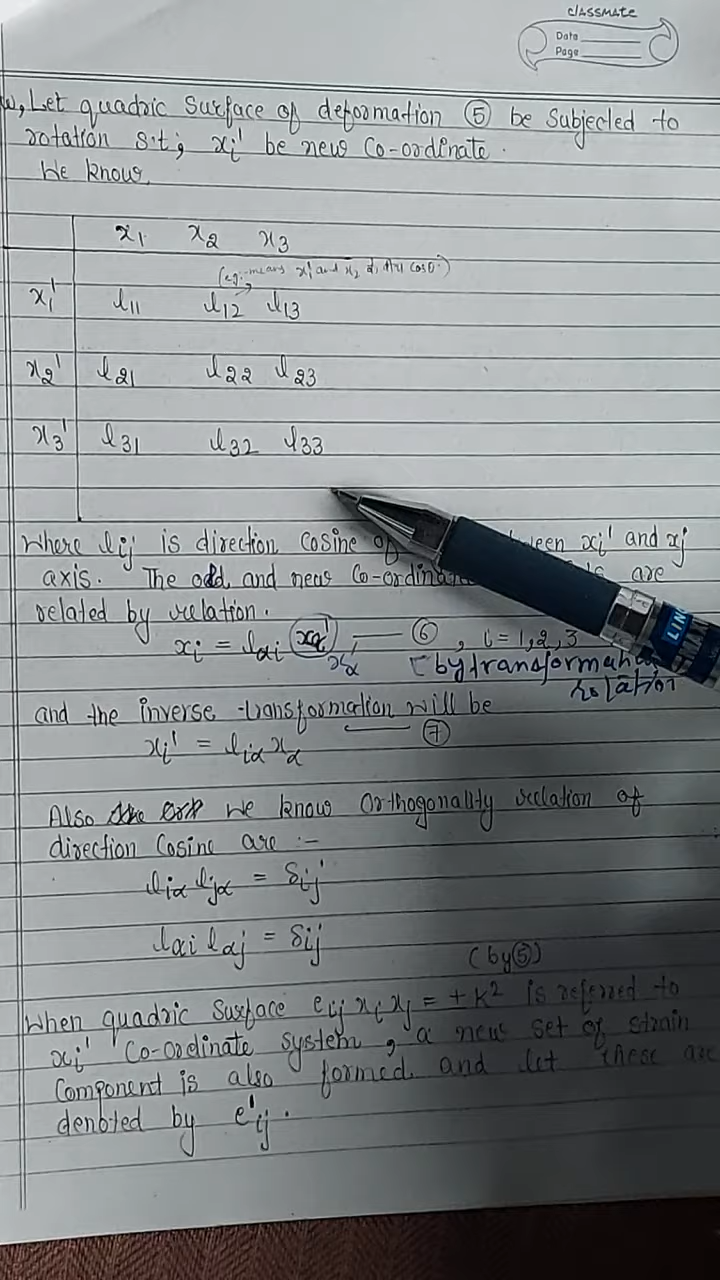 CLASSMATE
Date
Page
w, Let quadric Surface of deformation ⑤ be Subjected to
rotation s.t; xi' be new Co-ordinate.
We know,
x1 x2 x3
(eg:- means x1' and x2 cosθ)
x1' l11 l12 l13
x2' l21 l22 l23
x3' l31 l32 l33
Where lij is direction Cosine of een xi' and xj
axis. The old and new Co-ordina are
related by relation.
xi = lαi xα' — ⑥, i = 1,2,3
xα [by transforma
rotation
and the inverse transformation will be
xi' = liα xα — ⑦
Also we know Orthogonality relation of
direction Cosine are :-
liα ljα = δij
lαi lαj = δij
(by ⑤)
When quadric Surface eij xi xj = ± K² is referred to
xi' Co-ordinate system, a new set of strain
Component is also formed and let these are
denoted by e'ij.